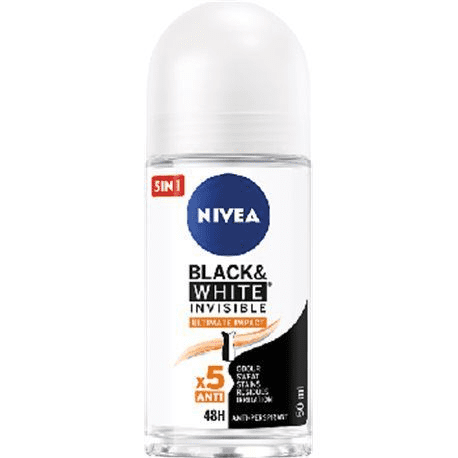 5IN1
NIVEA
BLACK&
WHITE®
INVISIBLE
ULTIMATE IMPACT
x5
ANTI
ODOUR
SWEAT
STAINS
RESIDUES
IRRITATION
48H
ANTI-PERSPIRANT
50 ml